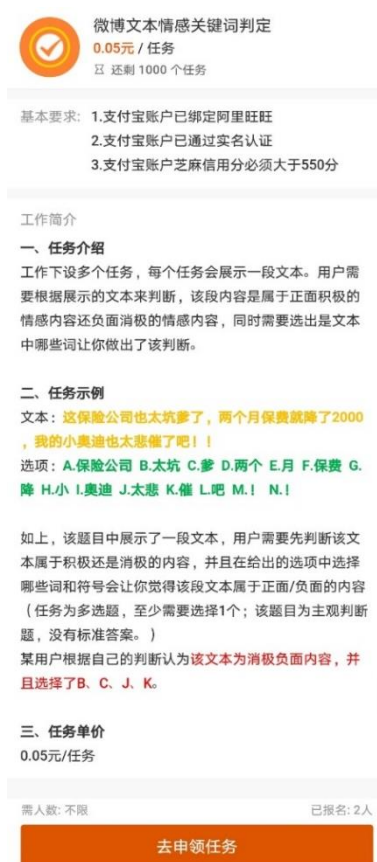 微博文本情感关键词判定
0.05元 / 任务
还剩 1000 个任务
基本要求: 1.支付宝账户已绑定阿里旺旺
2.支付宝账户已通过实名认证
3.支付宝账户芝麻信用分必须大于550分
工作简介
一、任务介绍
工作下设多个任务，每个任务会展示一段文本。用户需
要根据展示的文本来判断，该段内容是属于正面积极的
情感内容还负面消极的情感内容，同时需要选出是文本
中哪些词让你做出了该判断。
二、任务示例
文本：这保险公司也太坑爹了，两个月保费就降了2000
，我的小奥迪也太悲催了吧！！
选项：A.保险公司 B.太坑 C.爹 D.两个 E.月 F.保费 G.
降 H.小 I.奥迪 J.太悲 K.催 L.吧 M.！ N.！
如上，该题目中展示了一段文本，用户需要先判断该文
本属于积极还是消极的内容，并且在给出的选项中选择
哪些词和符号会让你觉得该段文本属于正面/负面的内容
（任务为多选题，至少需要选择1个；该题目为主观判断
题，没有标准答案。）
某用户根据自己的判断认为该文本为消极负面内容，并
且选择了B、C、J、K。
三、任务单价
0.05元/任务
需人数: 不限 已报名: 2人
去申领任务